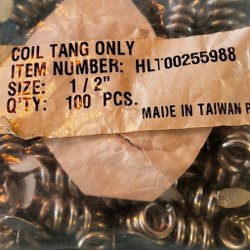 COIL TANG ONLY
ITEM NUMBER: HLT00255988
SIZE: 1/2"
Q'TY: 100 PCS.
MADE IN TAIWAN